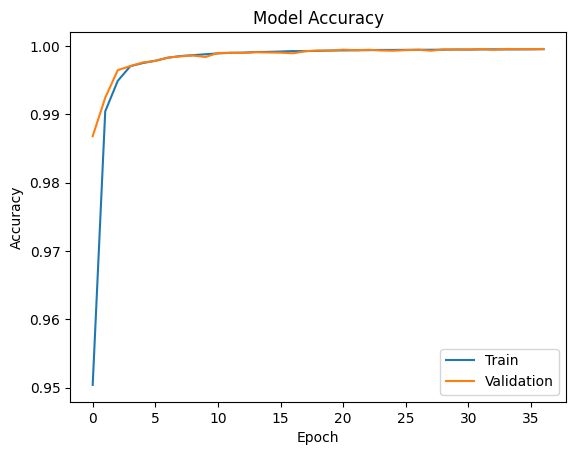 Model Accuracy
1.00
0.99
0.98
0.97
0.96
0.95
Accuracy
0 5 10 15 20 25 30 35
Epoch
Train
Validation